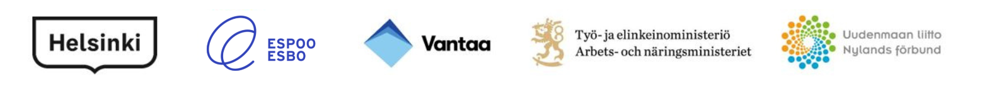 Helsinki
ESPOO
ESBO
Vantaa
Työ- ja elinkeinoministeriö
Arbets- och näringsministeriet
Uudenmaan liitto
Nylands förbund